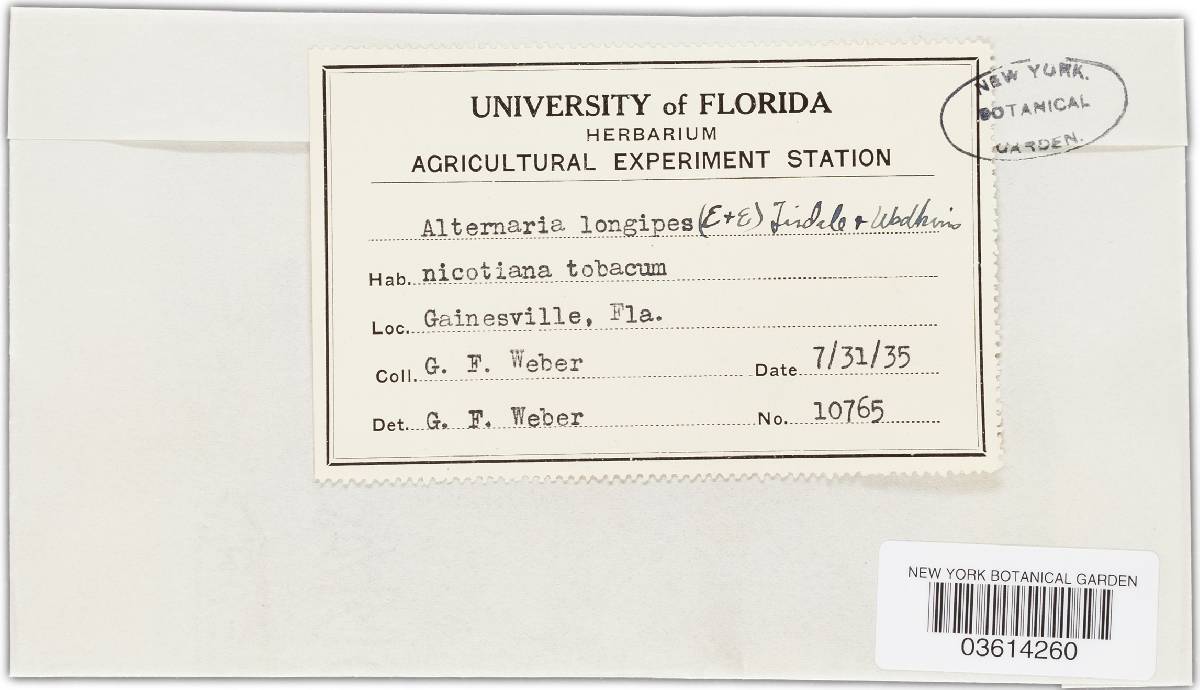 UNIVERSITY of FLORIDA
HERBARIUM
AGRICULTURAL EXPERIMENT STATION
NEW YORK.
BOTANICAL
GARDEN.
Alternaria longipes (E+E) Tisdale + Wadkins
Hab. nicotiana tobacum
Loc. Gainesville, Fla.
Coll. G. F. Weber Date 7/31/35
Det. G. F. Weber No. 10765
NEW YORK BOTANICAL GARDEN
03614260